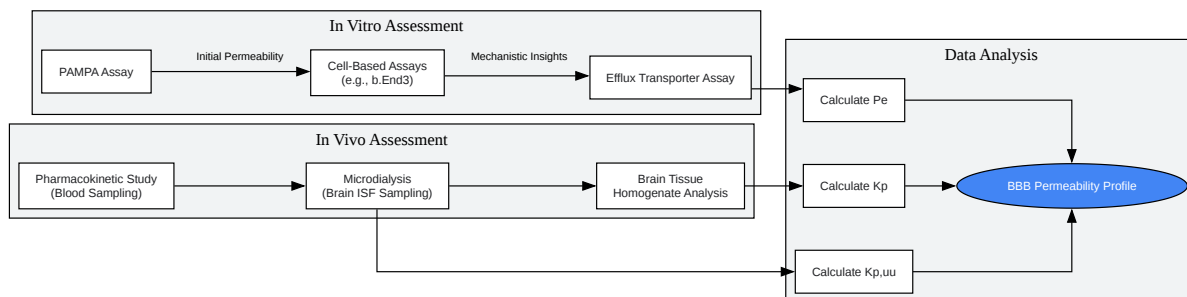 In Vitro Assessment
PAMPA Assay
Initial Permeability
Cell-Based Assays
(e.g., b.End3)
Mechanistic Insights
Efflux Transporter Assay
In Vivo Assessment
Pharmacokinetic Study
(Blood Sampling)
Microdialysis
(Brain ISF Sampling)
Brain Tissue
Homogenate Analysis
Data Analysis
Calculate Pe
Calculate Kp
Calculate Kp,uu
BBB Permeability Profile